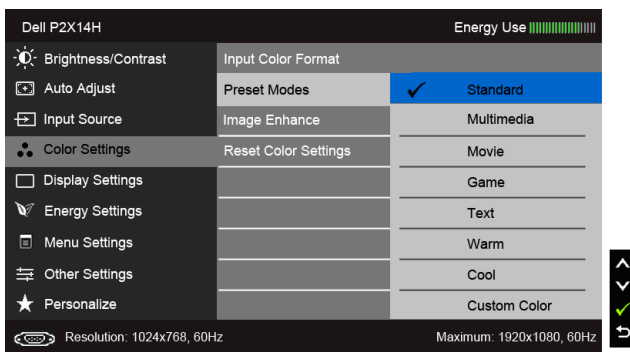 Dell P2X14H Energy Use
Brightness/Contrast Input Color Format
Auto Adjust Preset Modes Standard
Input Source Image Enhance Multimedia
Color Settings Reset Color Settings Movie
Display Settings Game
Energy Settings Text
Menu Settings Warm
Other Settings Cool
Personalize Custom Color
Resolution: 1024x768, 60Hz Maximum: 1920x1080, 60Hz